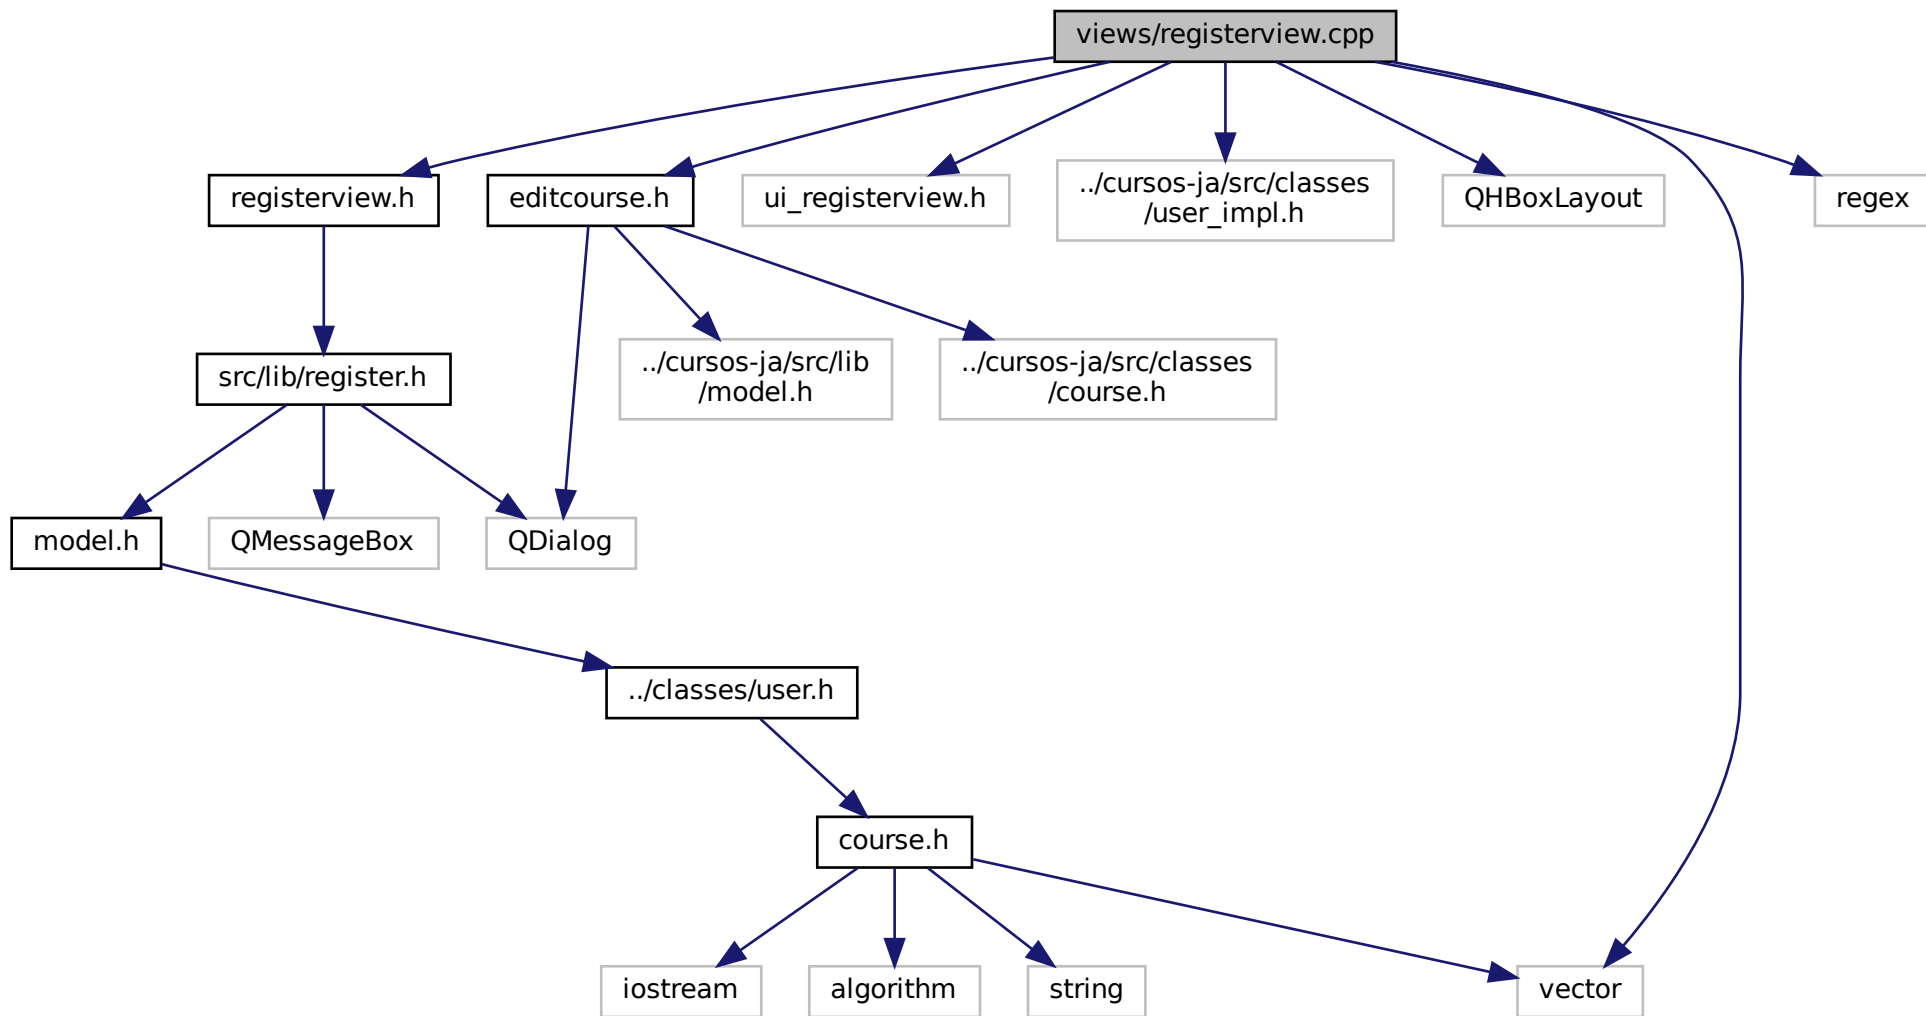 views/registerview.cpp
registerview.h
editcourse.h
ui_registerview.h
../cursos-ja/src/classes
/user_impl.h
QHBoxLayout
regex
src/lib/register.h
../cursos-ja/src/lib
/model.h
../cursos-ja/src/classes
/course.h
model.h
QMessageBox
QDialog
../classes/user.h
course.h
iostream
algorithm
string
vector